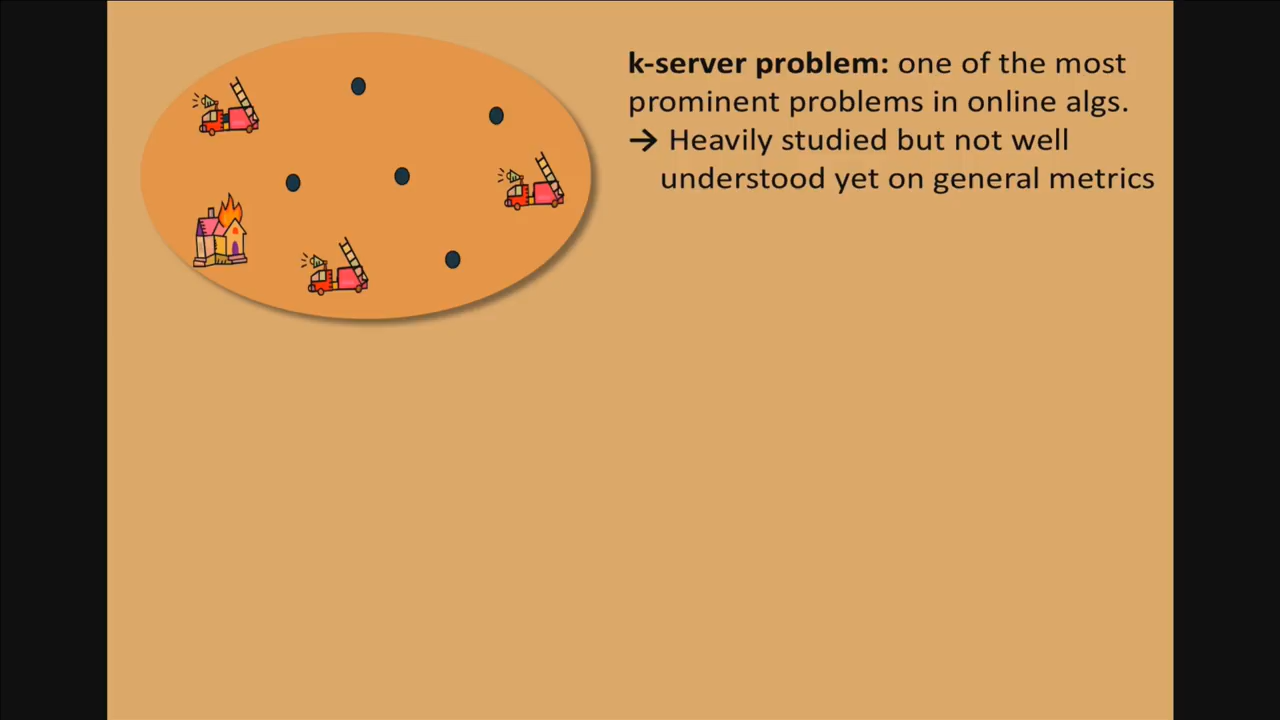 k-server problem: one of the most
prominent problems in online algs.
→ Heavily studied but not well
understood yet on general metrics